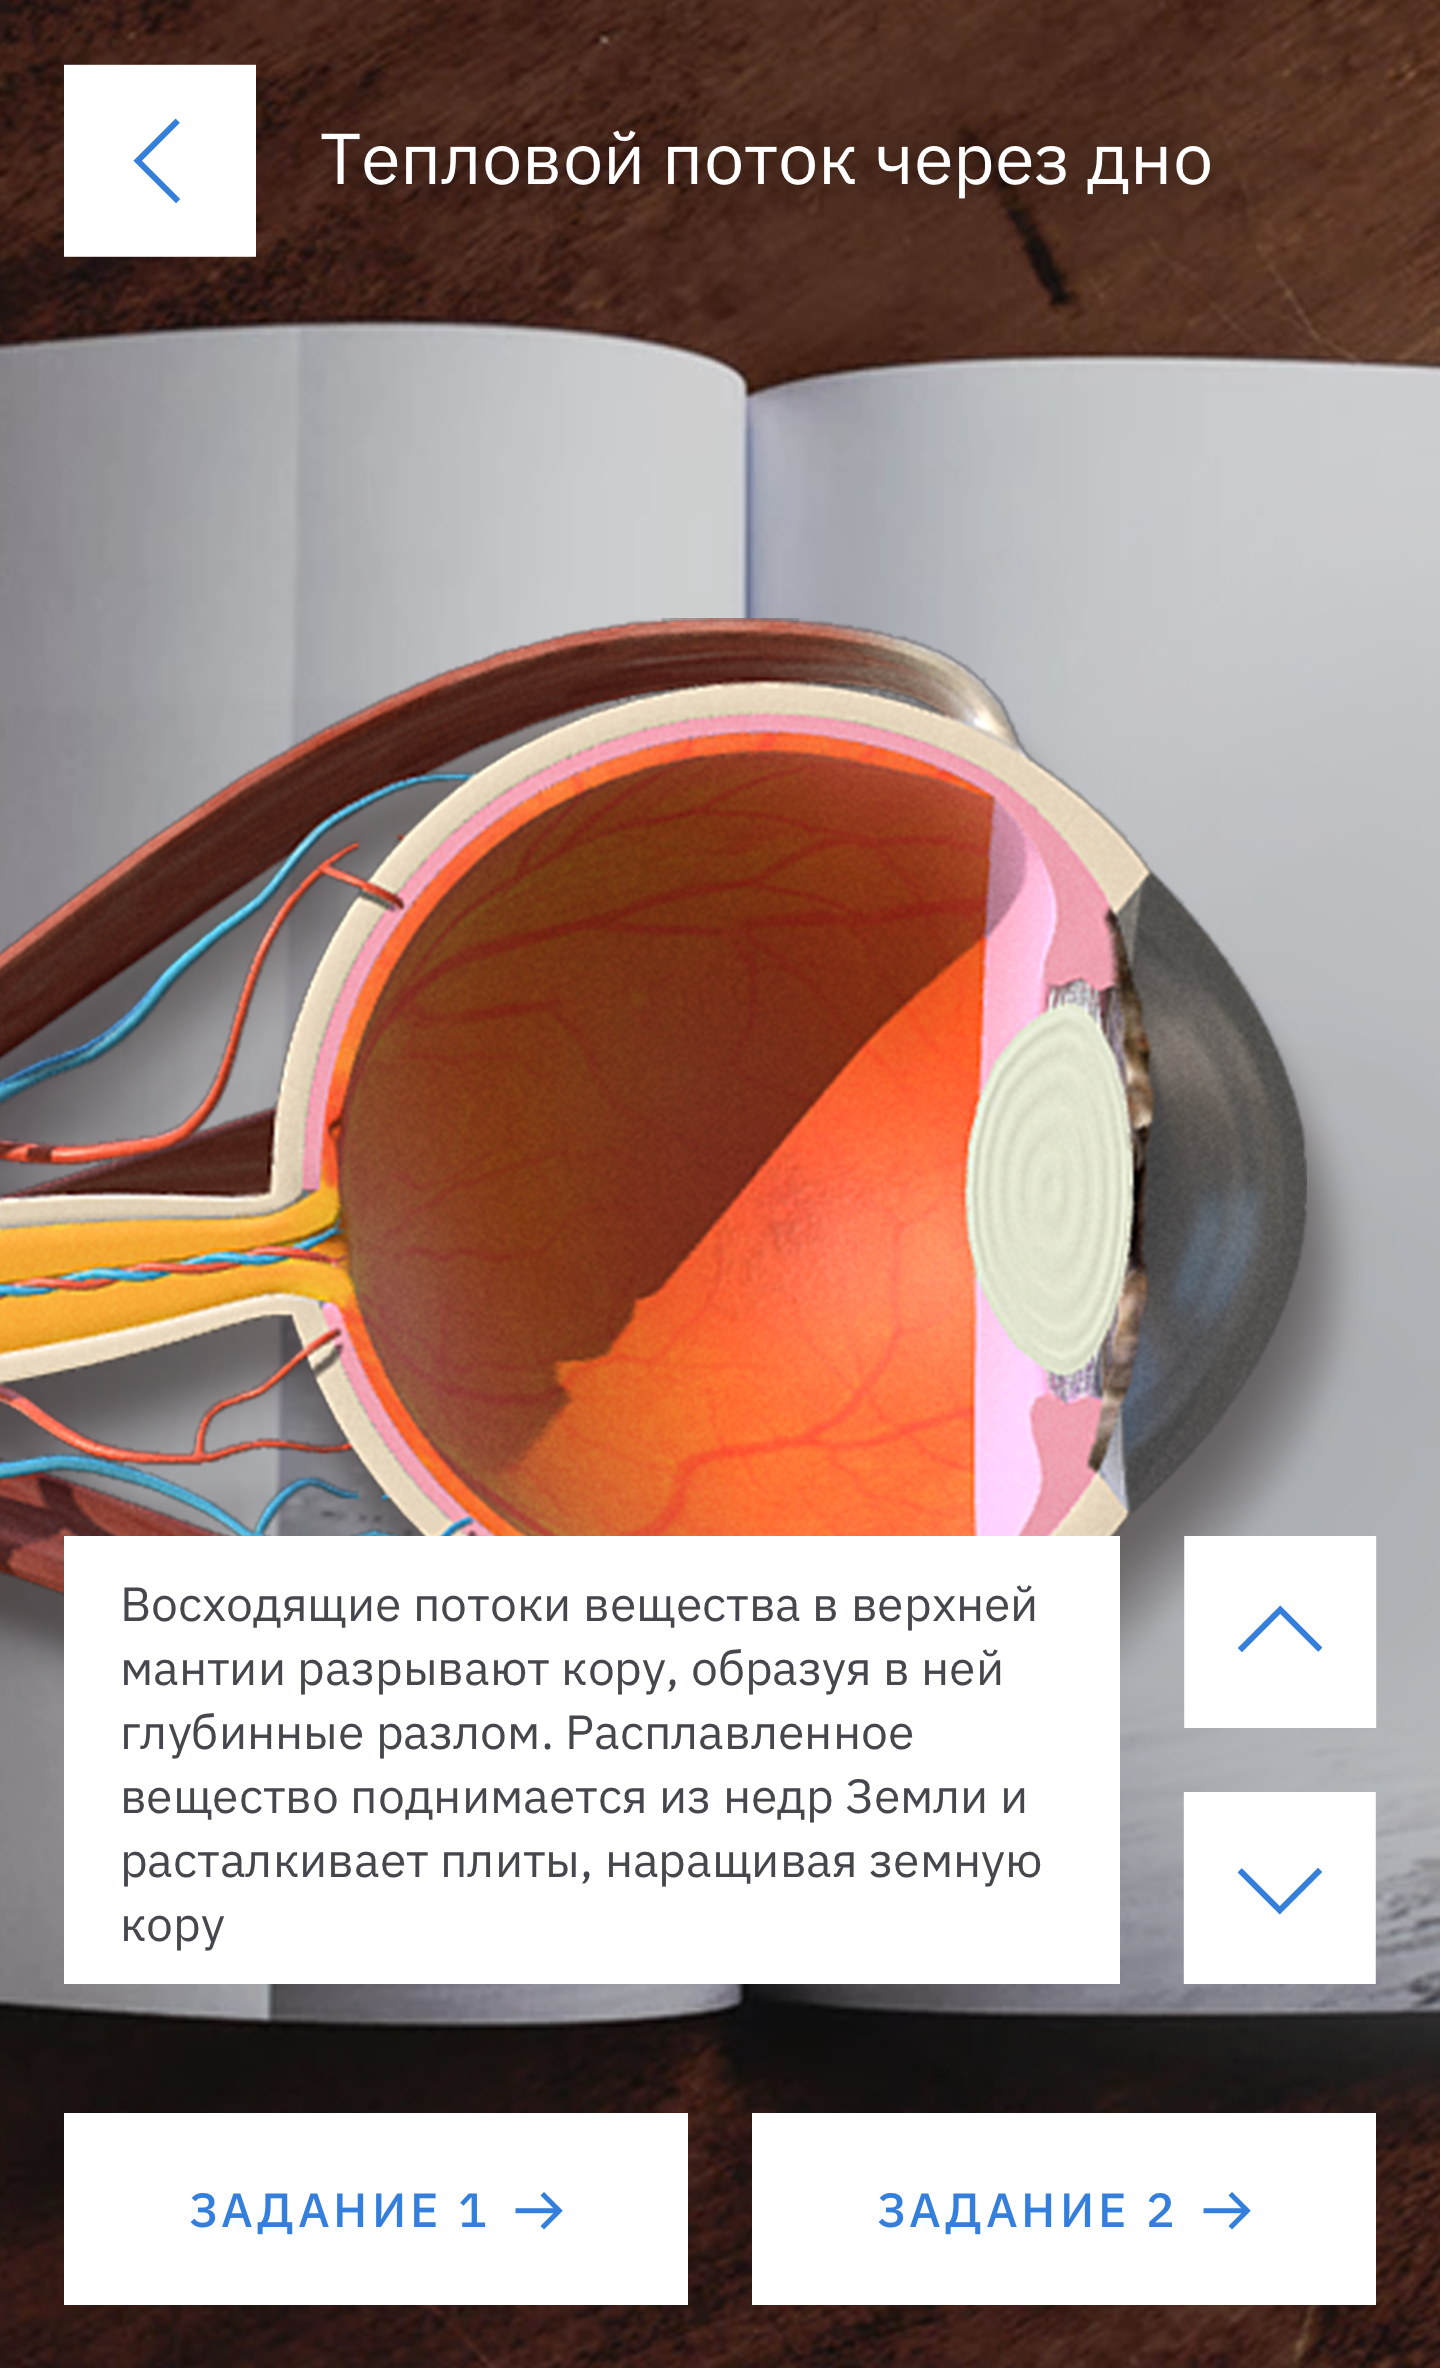 Тепловой поток через дно
Восходящие потоки вещества в верхней
мантии разрывают кору, образуя в ней
глубинные разлом. Расплавленное
вещество поднимается из недр Земли и
расталкивает плиты, наращивая земную
кору
ЗАДАНИЕ 1 →
ЗАДАНИЕ 2 →